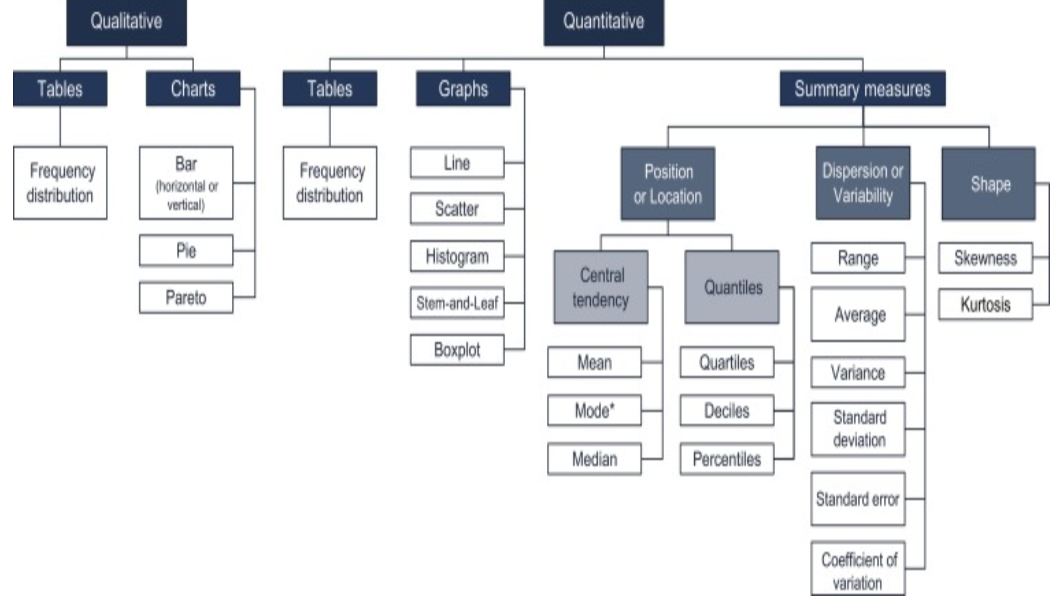 Qualitative
Quantitative
Tables
Charts
Tables
Graphs
Summary measures
Frequency
distribution
Bar
(horizontal or
vertical)
Pie
Pareto
Frequency
distribution
Line
Scatter
Histogram
Stem-and-Leaf
Boxplot
Position
or Location
Dispersion or
Variability
Shape
Central
tendency
Quantiles
Mean
Mode*
Median
Quartiles
Deciles
Percentiles
Range
Average
Variance
Standard
deviation
Standard error
Coefficient of
variation
Skewness
Kurtosis